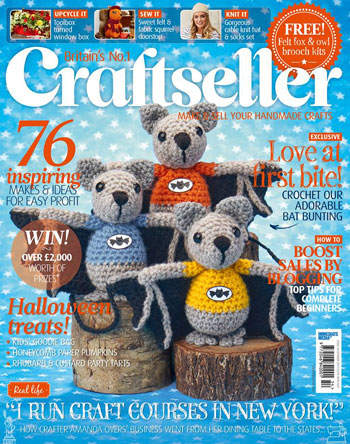 UPCYCLE IT
Toolbox
turned
window box
SEW IT
Sweet felt &
fabric squirrel
doorstop
KNIT IT
Gorgeous
cable knit hat
& socks set
FREE!
Felt fox & owl
brooch kits
Britain's No.1
Craftseller
MAKE & SELL YOUR HANDMADE CRAFTS
76
inspiring
MAKES & IDEAS
FOR EASY PROFIT
EXCLUSIVE
Love at
first bite!
CROCHET OUR
ADORABLE
BAT BUNTING
WIN!
OVER £2,000
WORTH OF
PRIZES*
HOW TO
BOOST
SALES BY
BLOGGING
TOP TIPS FOR
COMPLETE
BEGINNERS
Halloween
treats!
• KIDS' GOODIE BAG
• HONEYCOMB PAPER PUMPKINS
• RHUBARB & CUSTARD PARTY TARTS
Real life
"I RUN CRAFT COURSES IN NEW YORK!"
HOW CRAFTER AMANDA OVERS' BUSINESS WENT FROM HER DINING TABLE TO THE STATES...